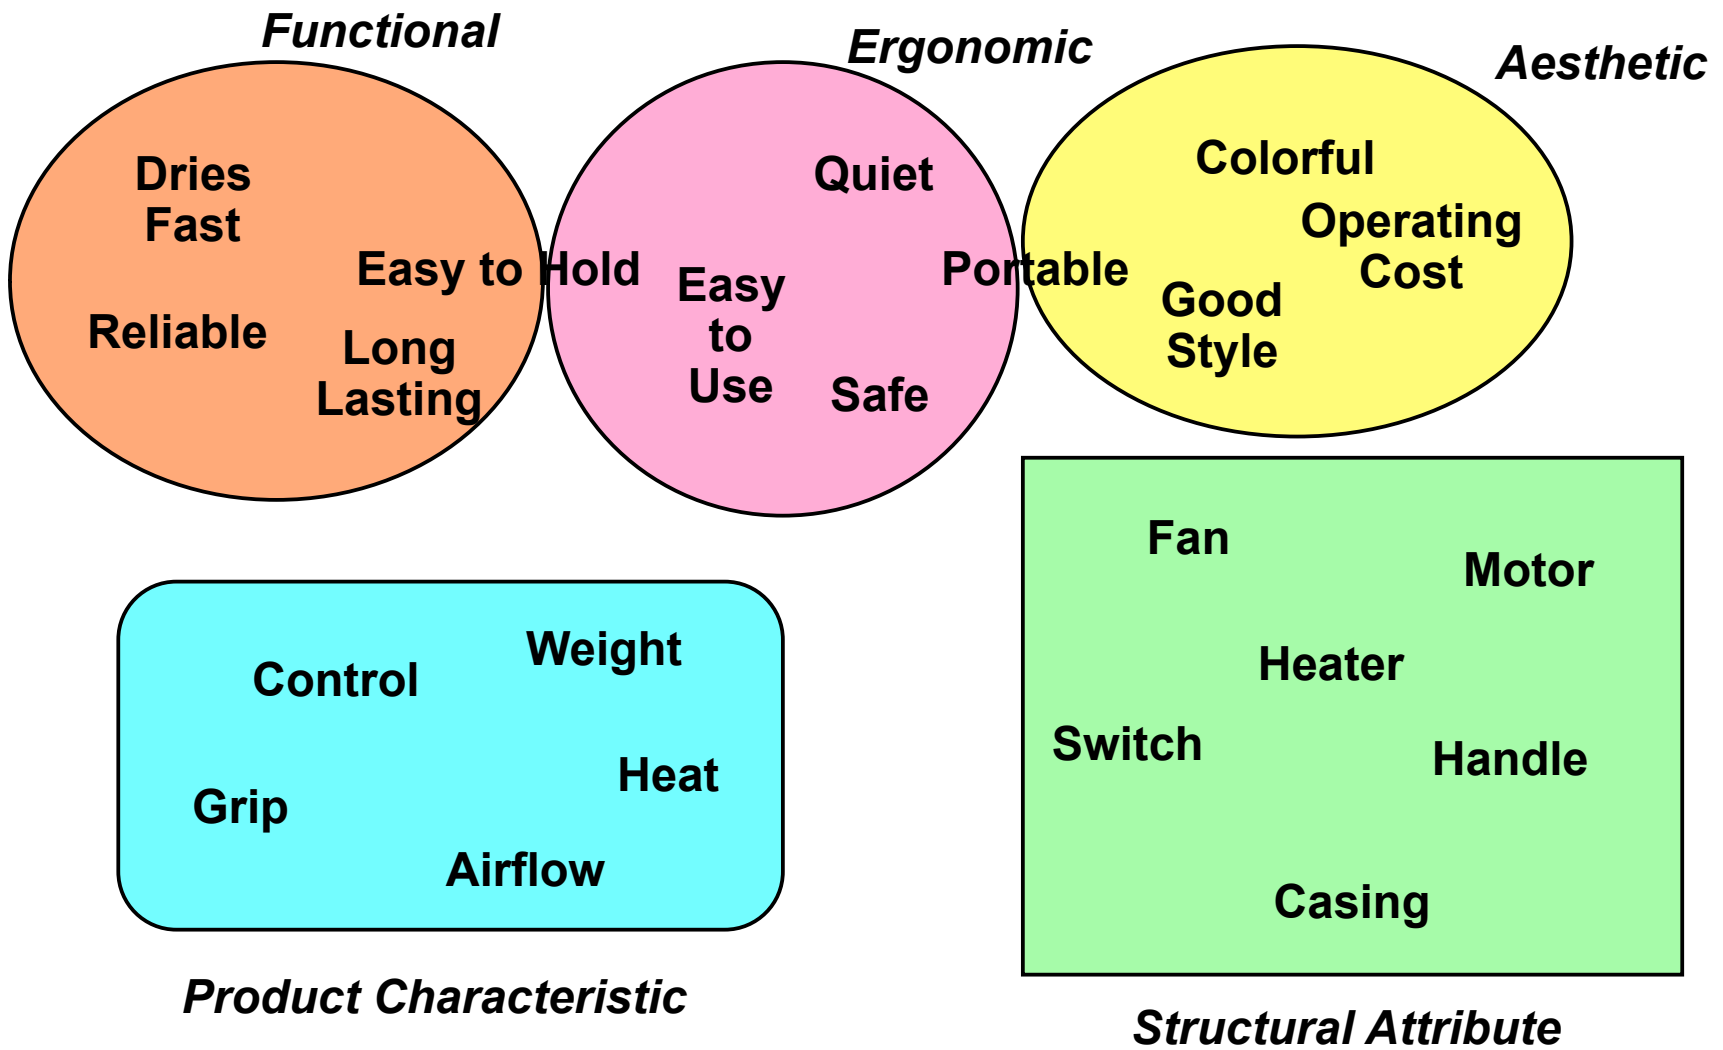 Functional
Ergonomic
Aesthetic
Dries
Fast
Easy to Hold
Reliable
Long
Lasting
Quiet
Easy
to
Use
Safe
Portable
Colorful
Operating
Cost
Good
Style
Control
Weight
Heat
Grip
Airflow
Product Characteristic
Fan
Motor
Heater
Switch
Handle
Casing
Structural Attribute